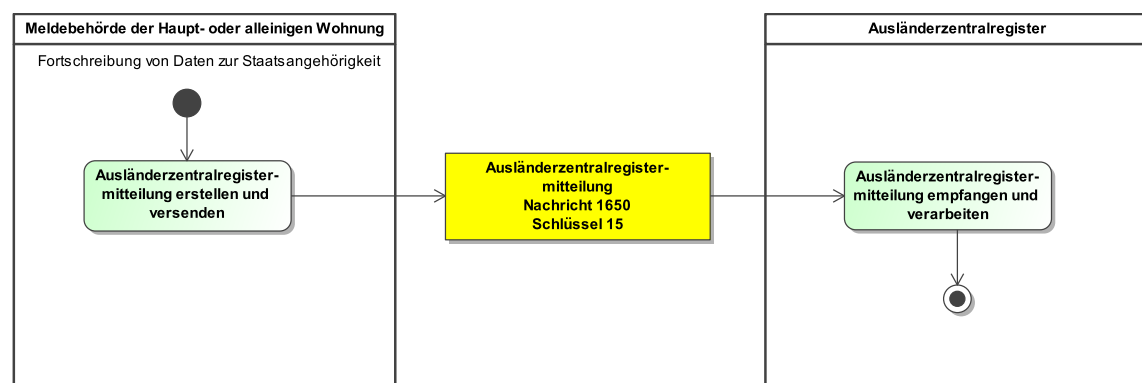 Meldebehörde der Haupt- oder alleinigen Wohnung
Fortschreibung von Daten zur Staatsangehörigkeit
Ausländerzentralregister-
mitteilung erstellen und
versenden
Ausländerzentralregister-
mitteilung
Nachricht 1650
Schlüssel 15
Ausländerzentralregister
Ausländerzentralregister-
mitteilung empfangen und
verarbeiten